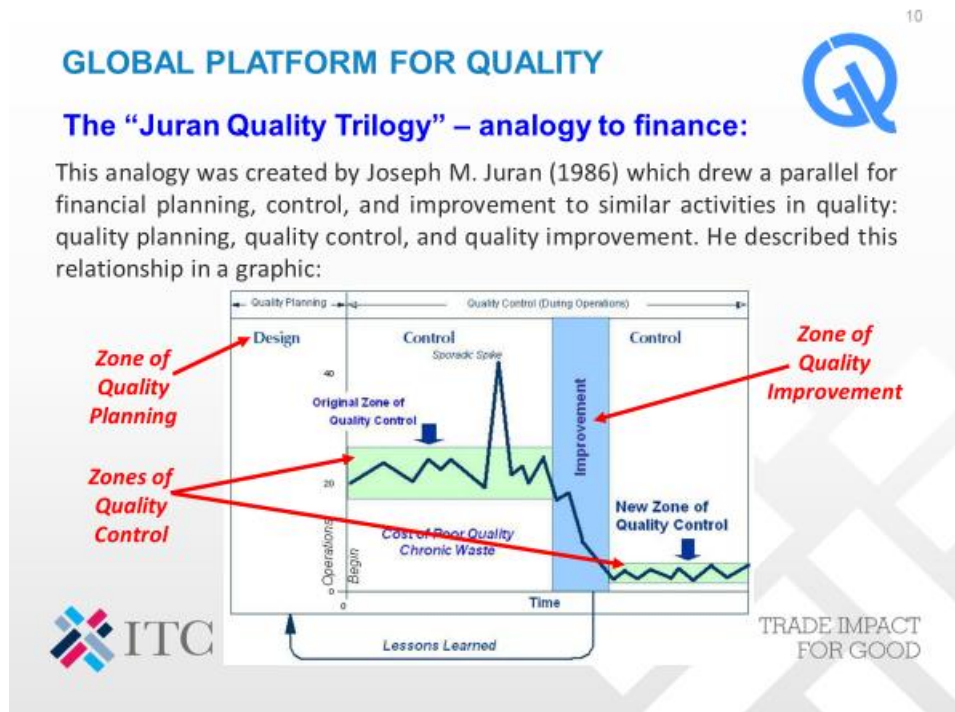 10
GLOBAL PLATFORM FOR QUALITY
The “Juran Quality Trilogy” – analogy to finance:
This analogy was created by Joseph M. Juran (1986) which drew a parallel for
financial planning, control, and improvement to similar activities in quality:
quality planning, quality control, and quality improvement. He described this
relationship in a graphic:
Quality Planning
Quality Control (During Operations)
Design
Control
Control
Sporadic Spike
Zone of
Quality
Planning
Zone of
Quality
Improvement
40
Original Zone of
Quality Control
Improvement
Zones of
Quality
Control
20
New Zone of
Quality Control
Cost of Poor Quality
Chronic Waste
Operations
Begin
0
0
Time
Lessons Learned
ITC
TRADE IMPACT
FOR GOOD